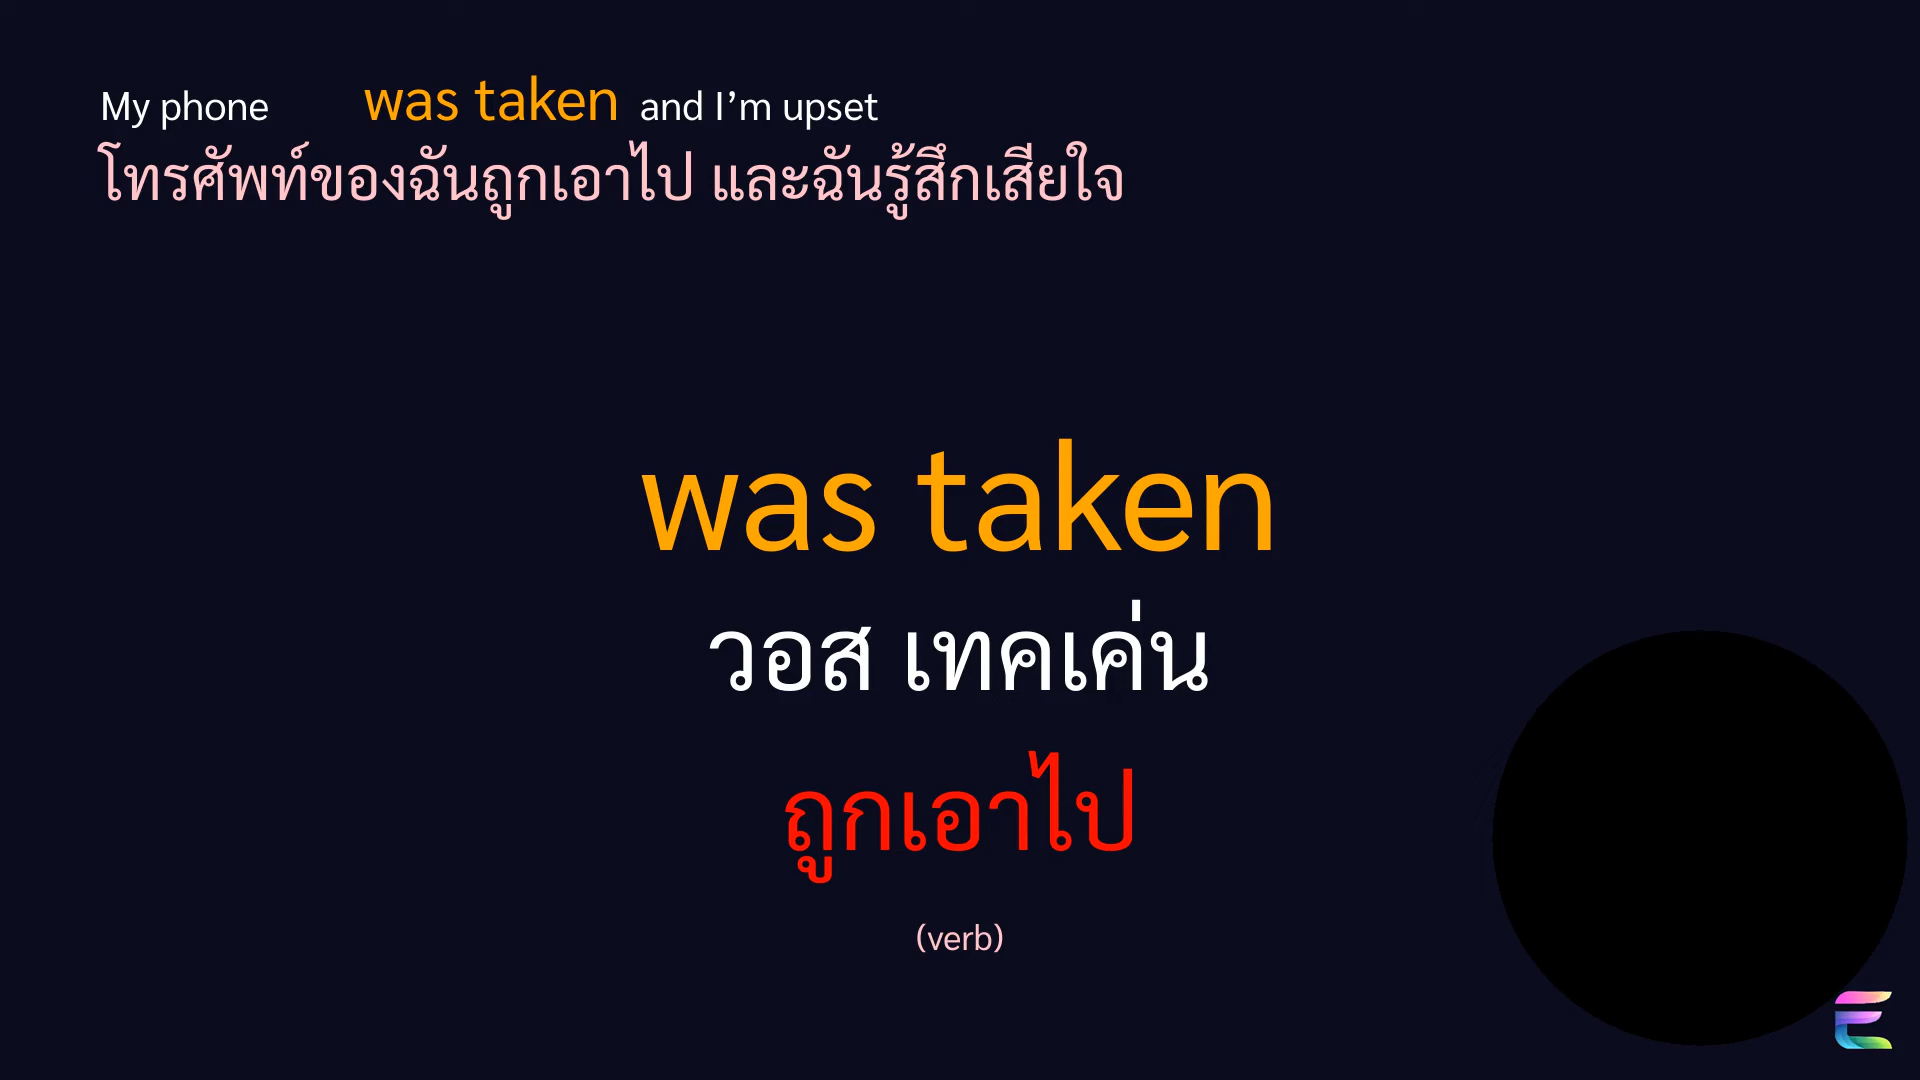 My phone was taken and I’m upset
โทรศัพท์ของฉันถูกเอาไป และฉันรู้สึกเสียใจ
was taken
วอส เทคเค่น
ถูกเอาไป
(verb)